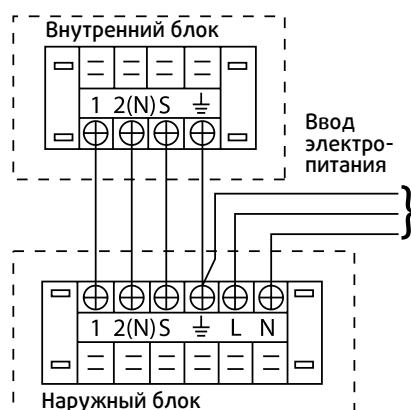 Внутренний блок
1 2(N) S
Ввод
электро-
питания
1 2(N) S L N
Наружный блок